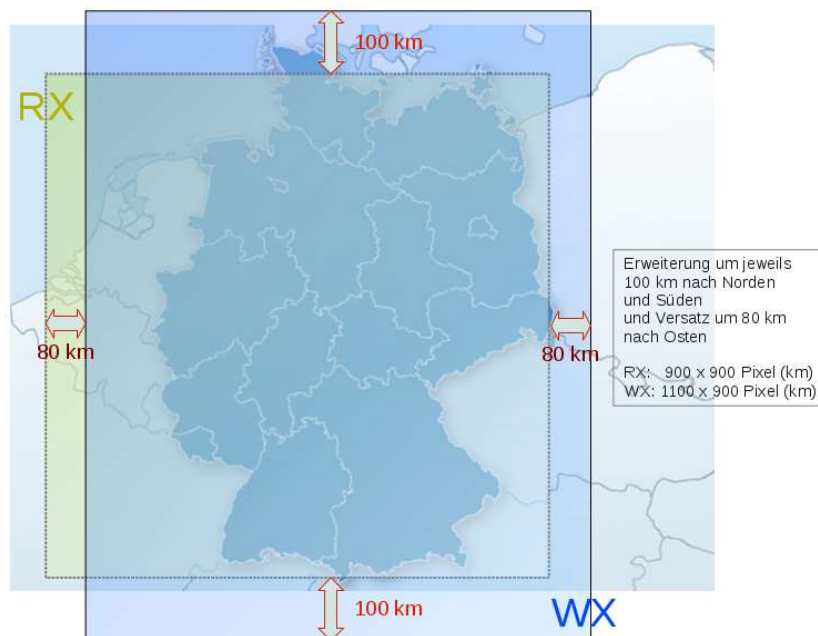 100 km
RX
Erweiterung um jeweils
100 km nach Norden
und Süden
und Versatz um 80 km
nach Osten
RX:   900 x 900 Pixel (km)
WX: 1100 x 900 Pixel (km)
80 km
80 km
100 km
WX